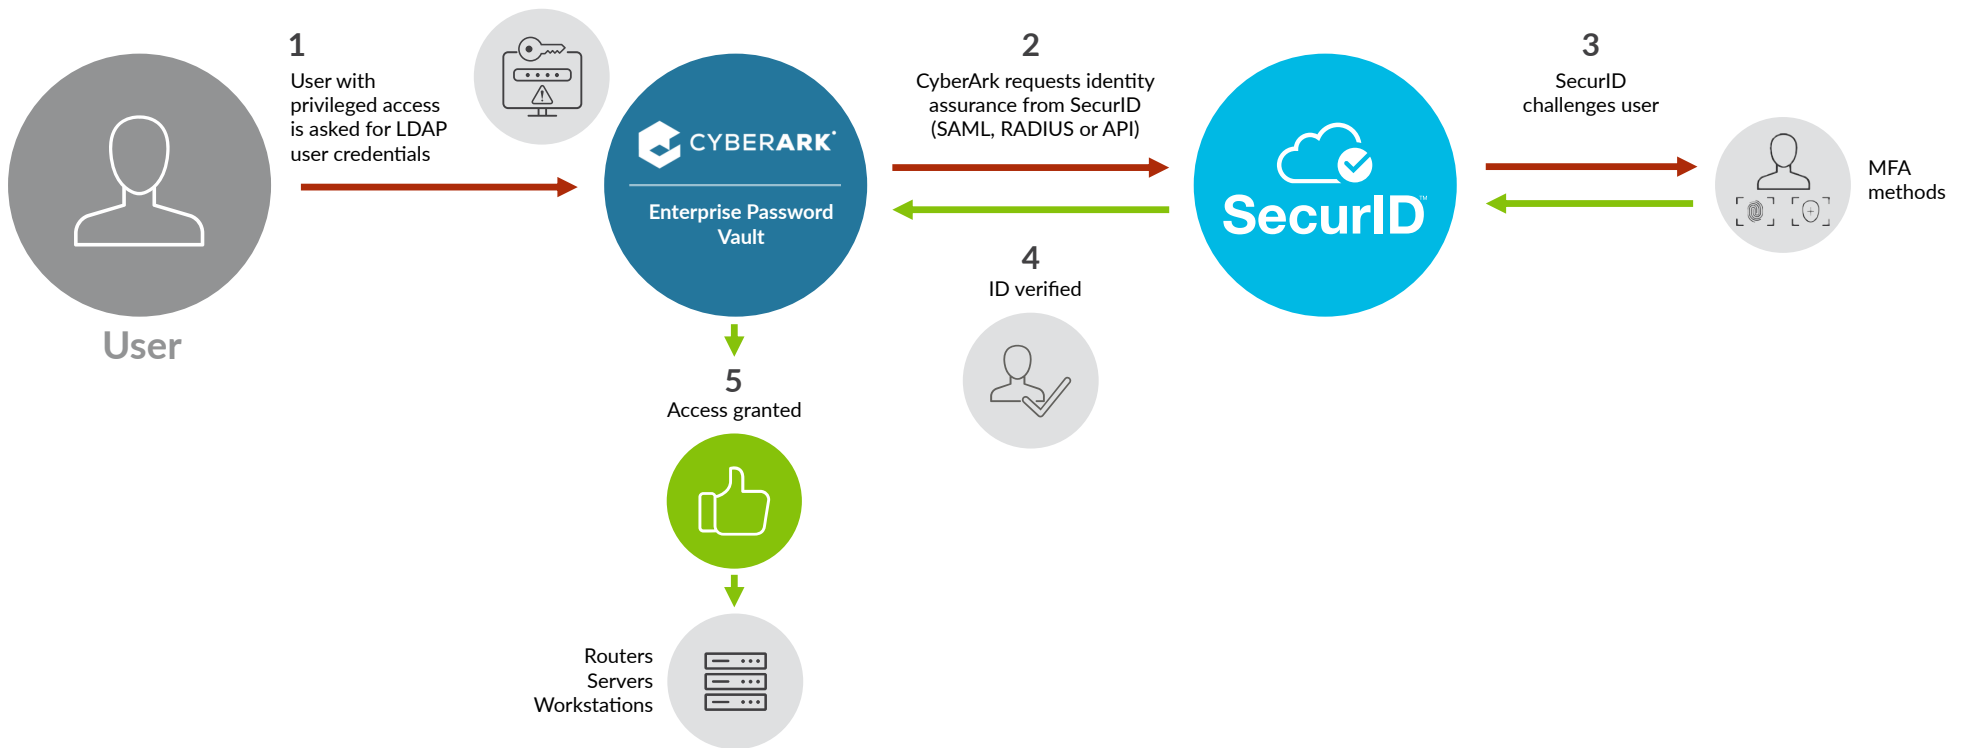 1
User with
privileged access
is asked for LDAP
user credentials
User
CYBERARK
Enterprise Password
Vault
2
CyberArk requests identity
assurance from SecurID
(SAML, RADIUS or API)
SecurID™
3
SecurID
challenges user
MFA
methods
4
ID verified
5
Access granted
Routers
Servers
Workstations